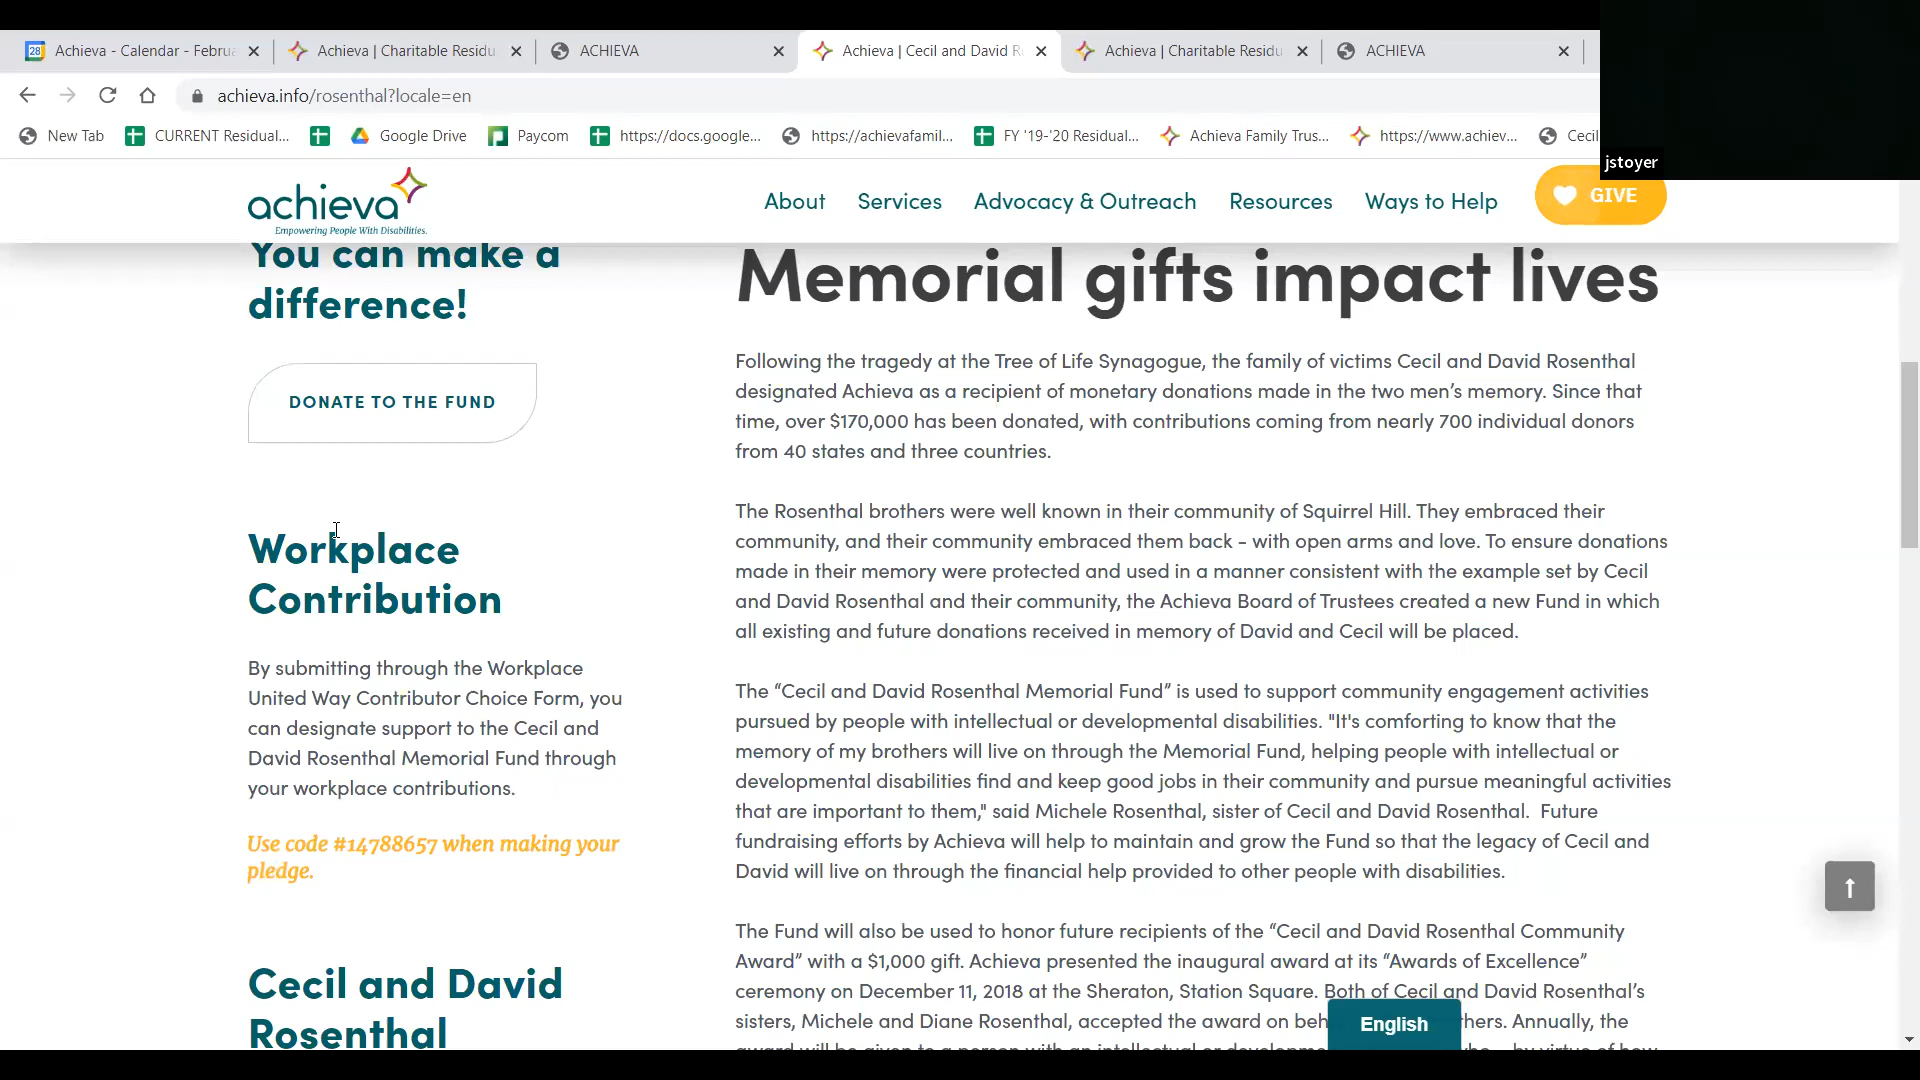 28 Achieva - Calendar - Febru
Achieva | Charitable Residu
ACHIEVA
Achieva | Cecil and David R
Achieva | Charitable Residu
ACHIEVA
achieva.info/rosenthal?locale=en
New Tab
CURRENT Residual...
Google Drive
Paycom
https://docs.google...
https://achievafamil...
FY '19-'20 Residual...
Achieva Family Trus...
https://www.achiev...
Cecil
jstoyer
achieva
Empowering People With Disabilities.
About
Services
Advocacy & Outreach
Resources
Ways to Help
GIVE
You can make a
difference!
DONATE TO THE FUND
Workplace
Contribution
By submitting through the Workplace
United Way Contributor Choice Form, you
can designate support to the Cecil and
David Rosenthal Memorial Fund through
your workplace contributions.
Use code #14788657 when making your
pledge.
Cecil and David
Rosenthal
Memorial gifts impact lives
Following the tragedy at the Tree of Life Synagogue, the family of victims Cecil and David Rosenthal
designated Achieva as a recipient of monetary donations made in the two men’s memory. Since that
time, over $170,000 has been donated, with contributions coming from nearly 700 individual donors
from 40 states and three countries.
The Rosenthal brothers were well known in their community of Squirrel Hill. They embraced their
community, and their community embraced them back - with open arms and love. To ensure donations
made in their memory were protected and used in a manner consistent with the example set by Cecil
and David Rosenthal and their community, the Achieva Board of Trustees created a new Fund in which
all existing and future donations received in memory of David and Cecil will be placed.
The “Cecil and David Rosenthal Memorial Fund” is used to support community engagement activities
pursued by people with intellectual or developmental disabilities. "It's comforting to know that the
memory of my brothers will live on through the Memorial Fund, helping people with intellectual or
developmental disabilities find and keep good jobs in their community and pursue meaningful activities
that are important to them," said Michele Rosenthal, sister of Cecil and David Rosenthal. Future
fundraising efforts by Achieva will help to maintain and grow the Fund so that the legacy of Cecil and
David will live on through the financial help provided to other people with disabilities.
The Fund will also be used to honor future recipients of the “Cecil and David Rosenthal Community
Award” with a $1,000 gift. Achieva presented the inaugural award at its “Awards of Excellence”
ceremony on December 11, 2018 at the Sheraton, Station Square. Both of Cecil and David Rosenthal’s
sisters, Michele and Diane Rosenthal, accepted the award on beh thers. Annually, the
English